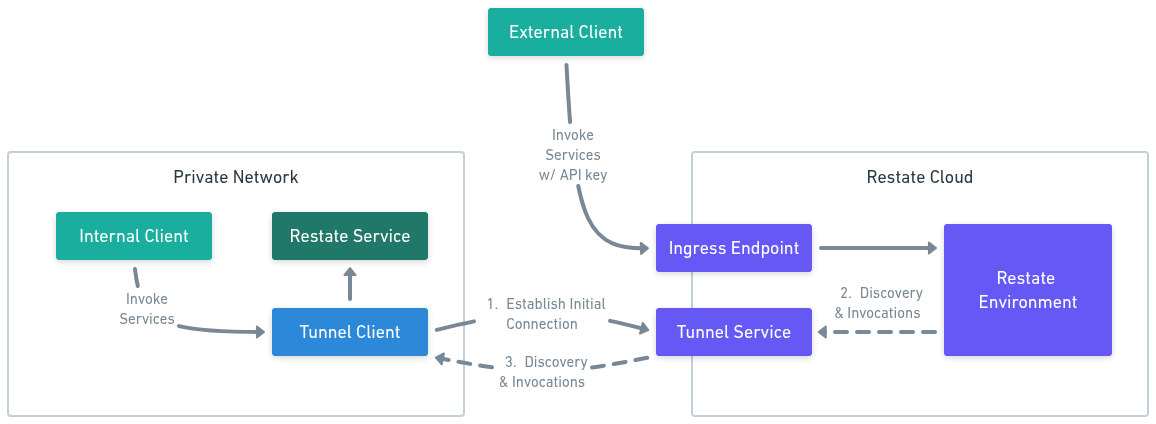 External Client
Invoke
Services
w/ API key
Private Network
Internal Client
Restate Service
Invoke
Services
Tunnel Client
1. Establish Initial
Connection
3. Discovery
& Invocations
Restate Cloud
Ingress Endpoint
Tunnel Service
2. Discovery
& Invocations
Restate
Environment